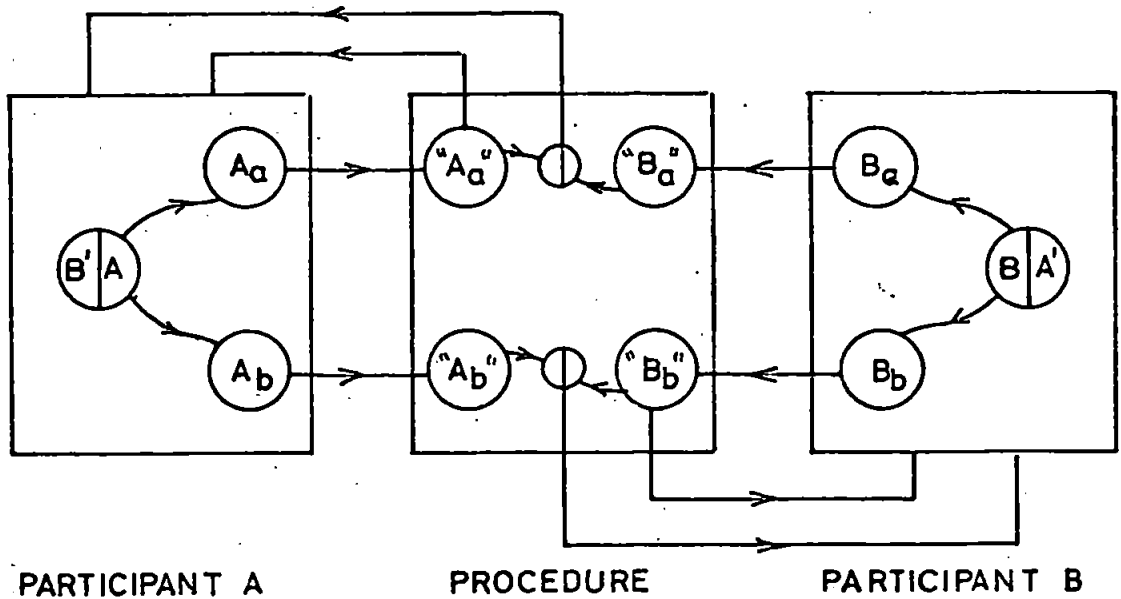 Aa "Aa" "Ba" Ba
B' A B A'
Ab "Ab" "Bb" Bb
PARTICIPANT A PROCEDURE PARTICIPANT B